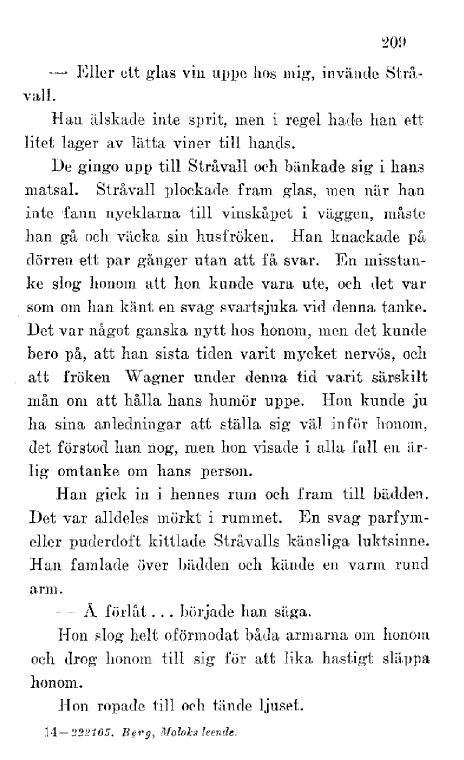 209
— Eller ett glas vin uppe hos mig, invände Strå-
vall.
Han älskade inte sprit, men i regel hade han ett
litet lager av lätta viner till hands.
De gingo upp till Stråvall och bänkade sig i hans
matsal. Stråvall plockade fram glas, men när han
inte fann nycklarna till vinskåpet i väggen, måste
han gå och väcka sin husfröken. Han knackade på
dörren ett par gånger utan att få svar. En misstan-
ke slog honom att hon kunde vara ute, och det var
som om han känt en svag svartsjuka vid denna tanke.
Det var något ganska nytt hos honom, men det kunde
bero på, att han sista tiden varit mycket nervös, och
att fröken Wagner under denna tid varit särskilt
mån om att hålla hans humör uppe. Hon kunde ju
ha sina anledningar att ställa sig väl inför honom,
det förstod han nog, men hon visade i alla fall en är-
lig omtanke om hans person.
Han gick in i hennes rum och fram till bädden.
Det var alldeles mörkt i rummet. En svag parfym-
eller puderdoft kittlade Stråvalls känsliga luktsinne.
Han famlade över bädden och kände en varm rund
arm.
— Å förlåt... började han säga.
Hon slog helt oförmodat båda armarna om honom
och drog honom till sig för att lika hastigt släppa
honom.
Hon ropade till och tände ljuset.
14—222105. Berg, Moloks leende.